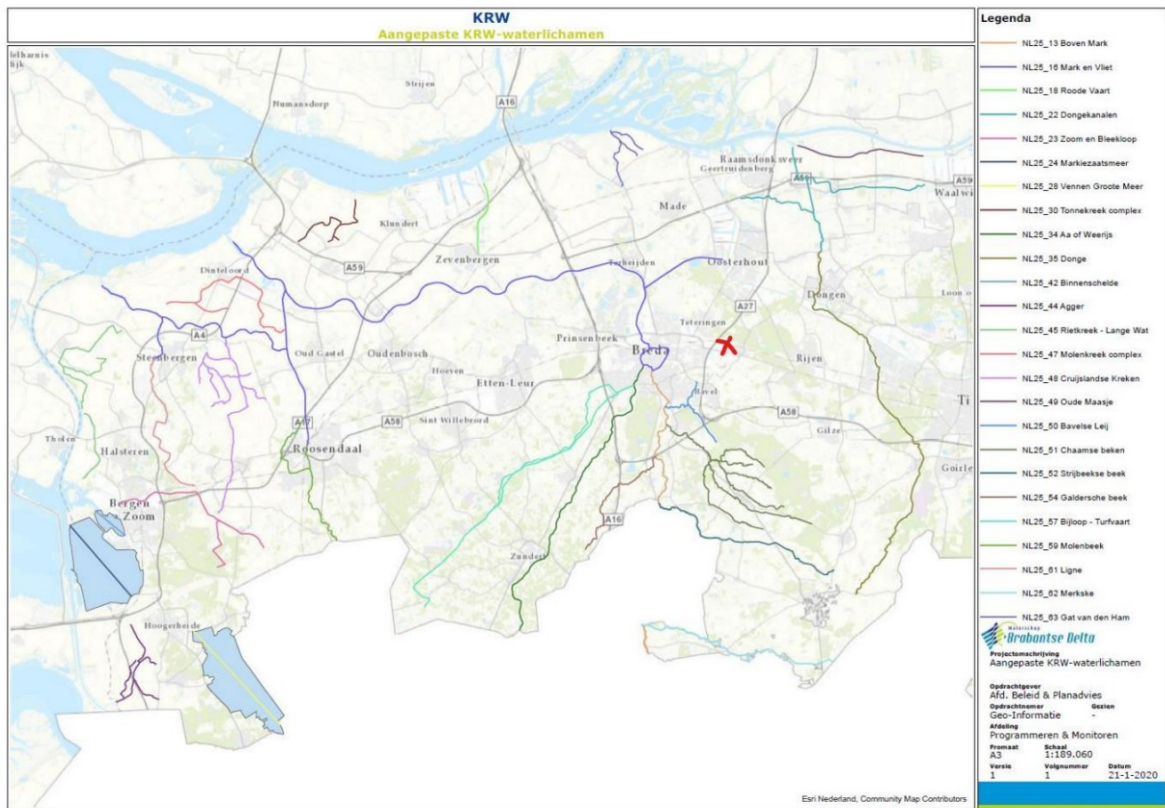 KRW
Aangepaste KRW-waterlichamen
Numansdorp
Strijen
A16
Klundert
Zevenbergen
A59
Dinteloord
Raamsdonksveer
Geertruidenberg
Made
A59
Waalwi
Terheijden
Oosterhout
Dongen
Loon o
A27
Teteringen
A4
Steenbergen
Oud Gastel
Oudenbosch
Hoeven
Prinsenbeek
Etten-Leur
Breda
Rijen
Bavel
Ti
A58
Sint Willebrord
A58
Gilze
Goirle
Tholen
Halsteren
A17
Roosendaal
Bergen
Zoom
A16
Zundert
Hoogerheide
Esri Nederland, Community Map Contributors
Legenda
NL25_13 Boven Mark
NL25_16 Mark en Vliet
NL25_18 Roode Vaart
NL25_22 Dongekanalen
NL25_23 Zoom en Bleekloop
NL25_24 Markiezaatsmeer
NL25_28 Vennen Groote Meer
NL25_30 Tonnekreek complex
NL25_34 Aa of Weerijs
NL25_35 Donge
NL25_42 Binnenschelde
NL25_44 Agger
NL25_45 Rietkreek - Lange Wat
NL25_47 Molenkreek complex
NL25_48 Cruijslandse Kreken
NL25_49 Oude Maasje
NL25_50 Bavelse Leij
NL25_51 Chaamse beken
NL25_52 Strijbeekse beek
NL25_54 Galdersche beek
NL25_57 Bijloop - Turfvaart
NL25_59 Molenbeek
NL25_61 Ligne
NL25_62 Merkske
NL25_63 Gat van den Ham
Waterschap
Brabantse Delta
Projectomschrijving
Aangepaste KRW-waterlichamen
Opdrachtgever
Afd. Beleid & Planadvies
Opdrachtnemer Gezien
Geo-Informatie -
Afdeling
Programmeren & Monitoren
Formaat Schaal
A3 1:189.060
Versie Volgnummer Datum
1 1 21-1-2020